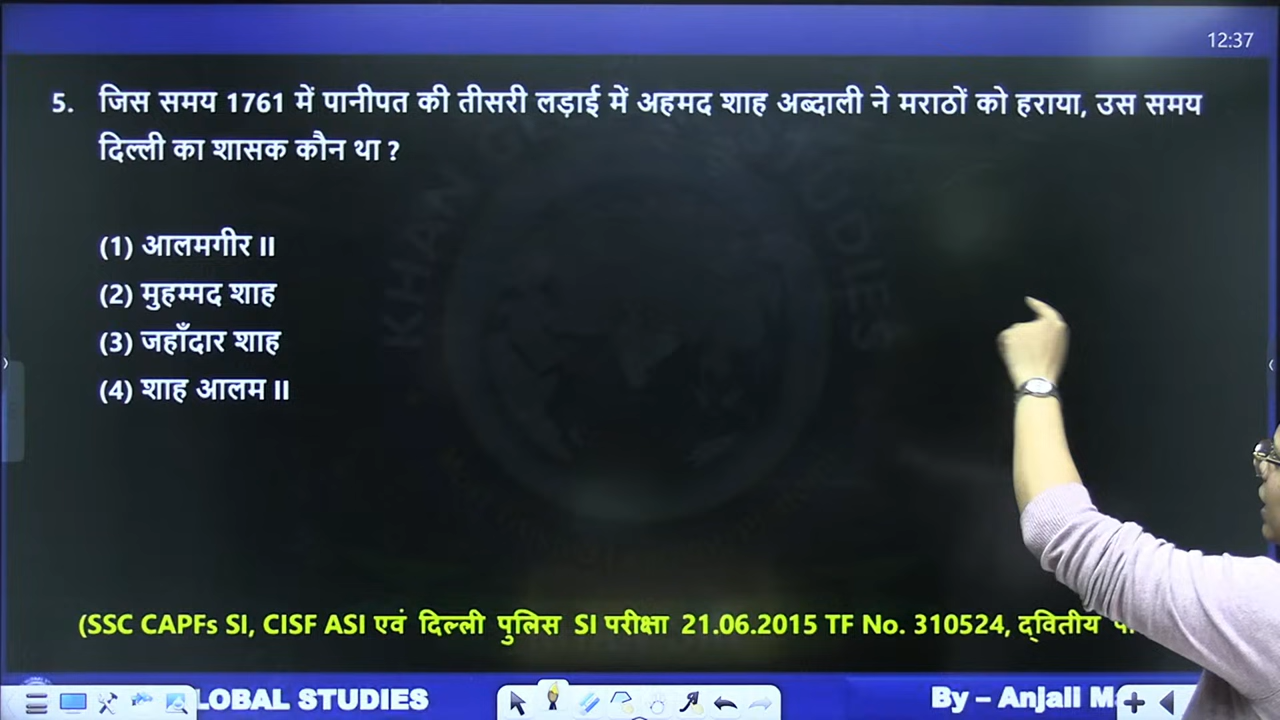 12:37
5. जिस समय 1761 में पानीपत की तीसरी लड़ाई में अहमद शाह अब्दाली ने मराठों को हराया, उस समय
दिल्ली का शासक कौन था ?
(1) आलमगीर II
(2) मुहम्मद शाह
(3) जहाँदार शाह
(4) शाह आलम II
(SSC CAPFs SI, CISF ASI एवं दिल्ली पुलिस SI परीक्षा 21.06.2015 TF No. 310524, द्वितीय
LOBAL STUDIES
By – Anjali